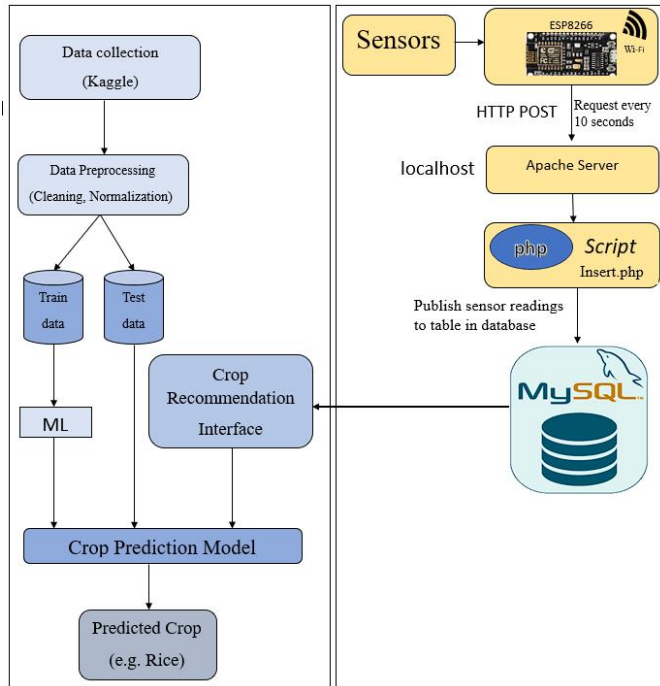 Data collection
(Kaggle)
Data Preprocessing
(Cleaning, Normalization)
Train
data
Test
data
ML
Crop
Recommendation
Interface
Crop Prediction Model
Predicted Crop
(e.g. Rice)
Sensors
ESP8266
Wi-Fi
HTTP POST
Request every
10 seconds
localhost
Apache Server
php
Script
Insert.php
Publish sensor readings
to table in database
MySQL™